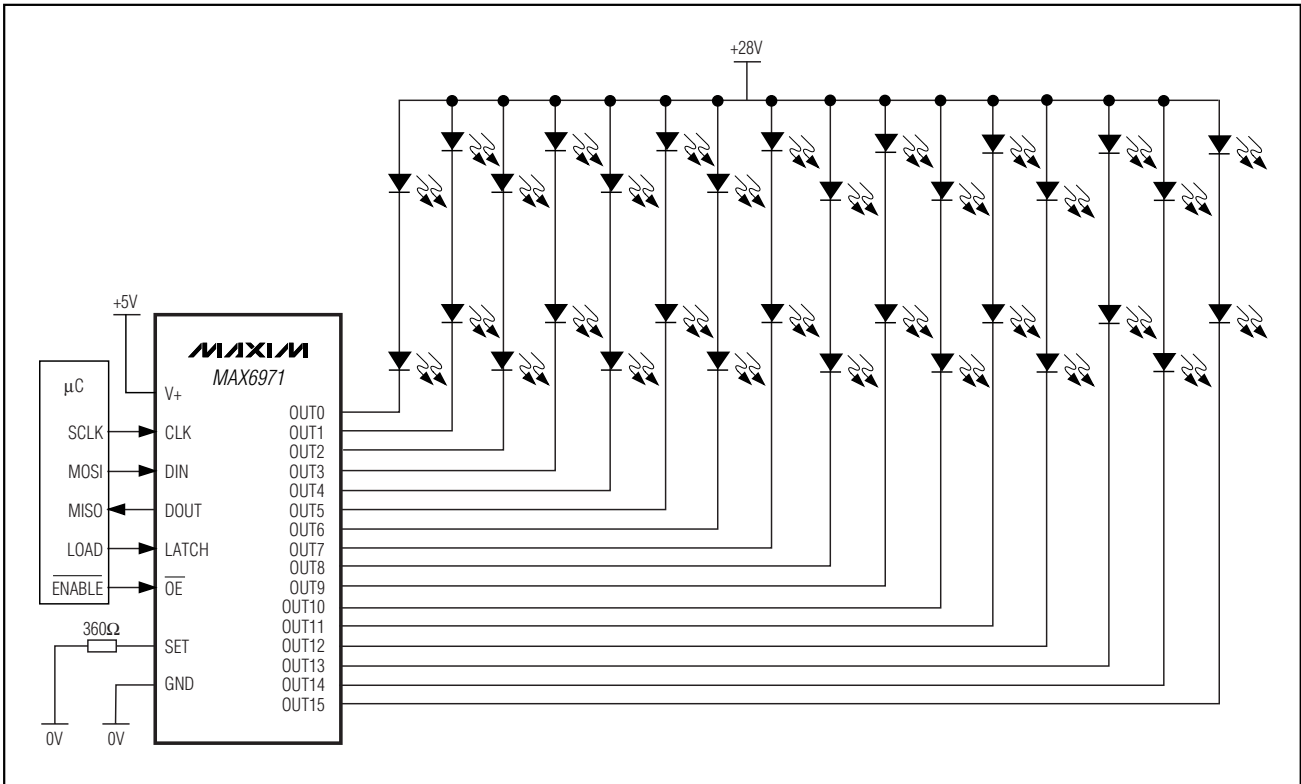 +28V
+5V
MAXIM
MAX6971
μC
SCLK
MOSI
MISO
LOAD
ENABLE
V+
CLK
DIN
DOUT
LATCH
OE
SET
GND
360Ω
0V
0V
OUT0
OUT1
OUT2
OUT3
OUT4
OUT5
OUT6
OUT7
OUT8
OUT9
OUT10
OUT11
OUT12
OUT13
OUT14
OUT15